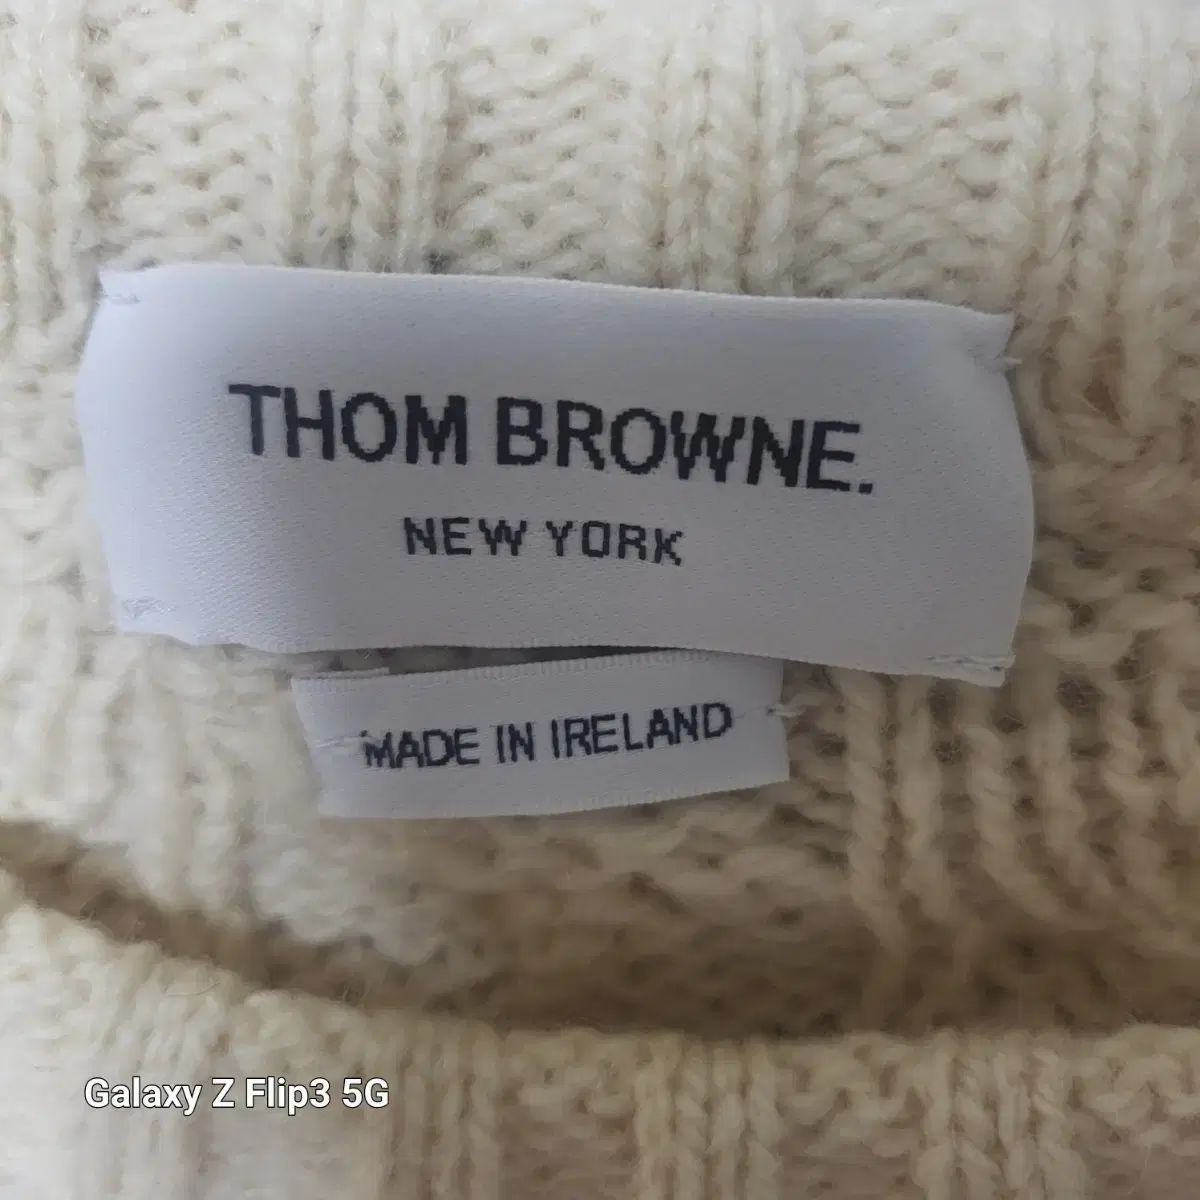 THOM BROWNE.
NEW YORK
MADE IN IRELAND
Galaxy Z Flip3 5G